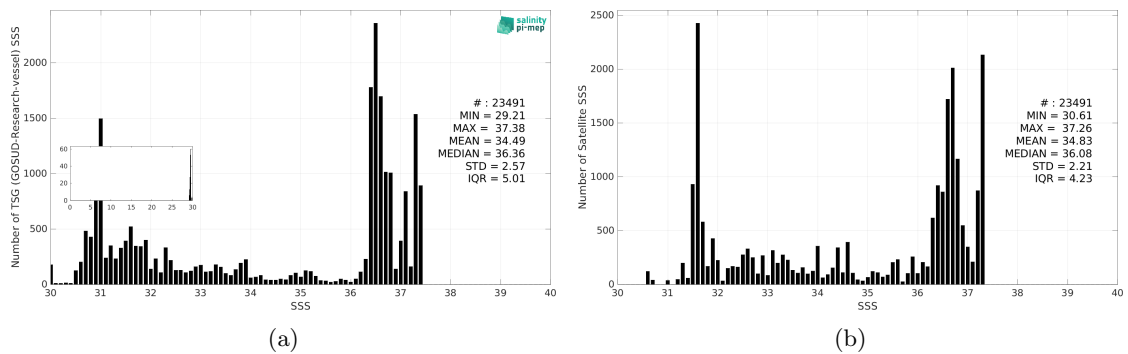 salinity
pi-mep
Number of TSG (GOSUD-Research-vessel) SSS
2500
2000
1500
1000
500
0
# : 23491
MIN = 29.21
MAX = 37.38
MEAN = 34.49
MEDIAN = 36.36
STD = 2.57
IQR = 5.01
60
40
20
0
0 5 10 15 20 25 30
30 31 32 33 34 35 36 37 38 39 40
SSS
(a)
Number of Satellite SSS
2500
2000
1500
1000
500
0
# : 23491
MIN = 30.61
MAX = 37.26
MEAN = 34.83
MEDIAN = 36.08
STD = 2.21
IQR = 4.23
30 31 32 33 34 35 36 37 38 39 40
SSS
(b)